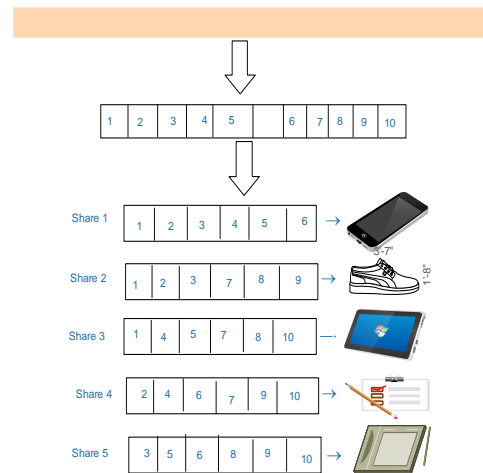 1 2 3 4 5 6 7 8 9 10
Share 1 1 2 3 4 5 6 →
3'-7"
Share 2 1 2 3 7 8 9 → 1'-8"
Share 3 1 4 5 7 8 10 →
Share 4 2 4 6 7 9 10 →
Share 5 3 5 6 8 9 10 →